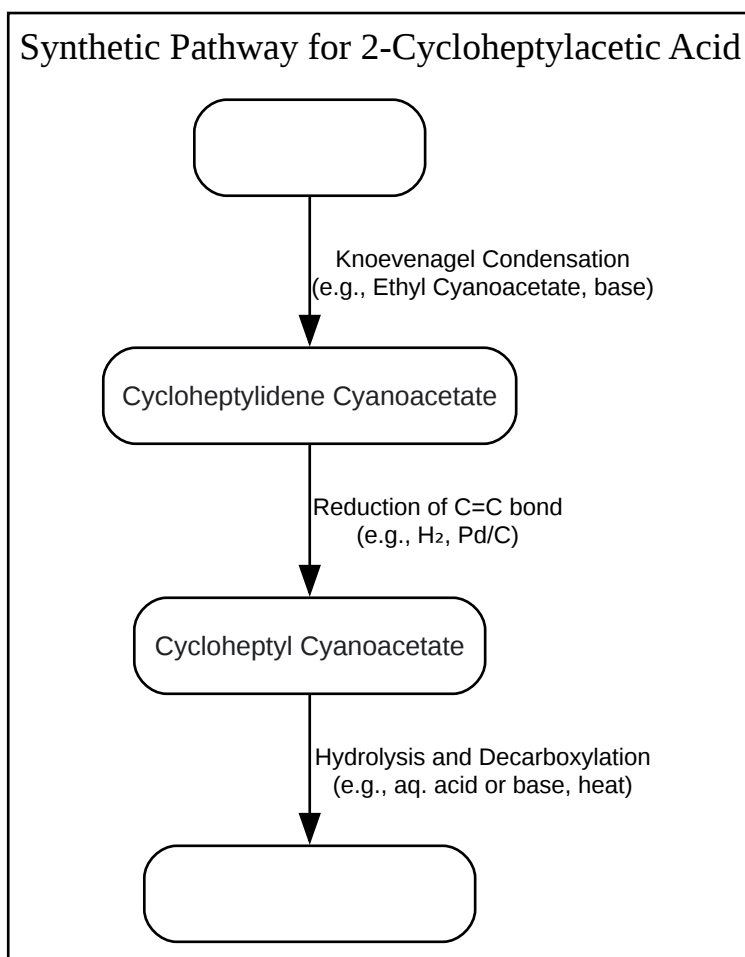 Synthetic Pathway for 2-Cycloheptylacetic Acid
Knoevenagel Condensation
(e.g., Ethyl Cyanoacetate, base)
Cycloheptylidene Cyanoacetate
Reduction of C=C bond
(e.g., H₂, Pd/C)
Cycloheptyl Cyanoacetate
Hydrolysis and Decarboxylation
(e.g., aq. acid or base, heat)